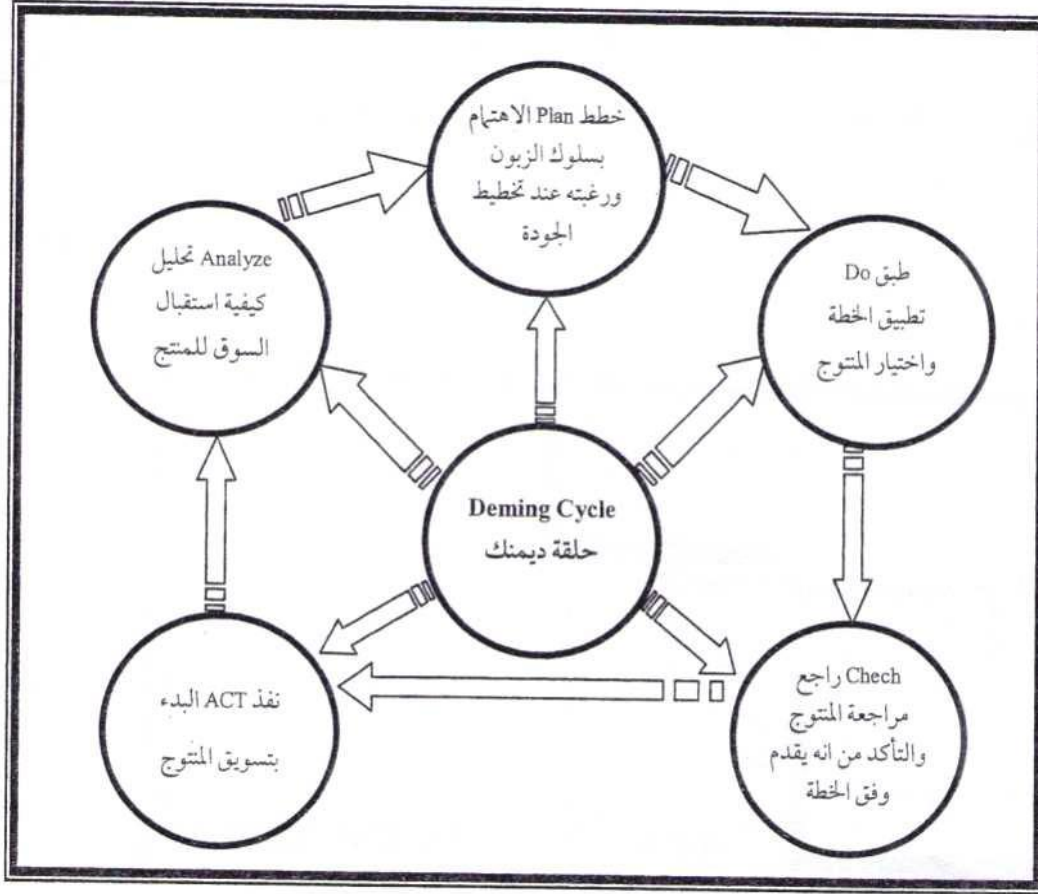 خطط Plan الاهتمام
بسلوك الزبون
ورغبته عند تخطيط
الجودة
طبق Do
تطبيق الخطة
واختيار المنتوج
Chech راجع
مراجعة المنتوج
والتأكد من انه يقدم
وفق الخطة
نفذ ACT البدء
بتسويق المنتوج
Analyze تحليل
كيفية استقبال
السوق للمنتج
Deming Cycle
حلقة ديمنك